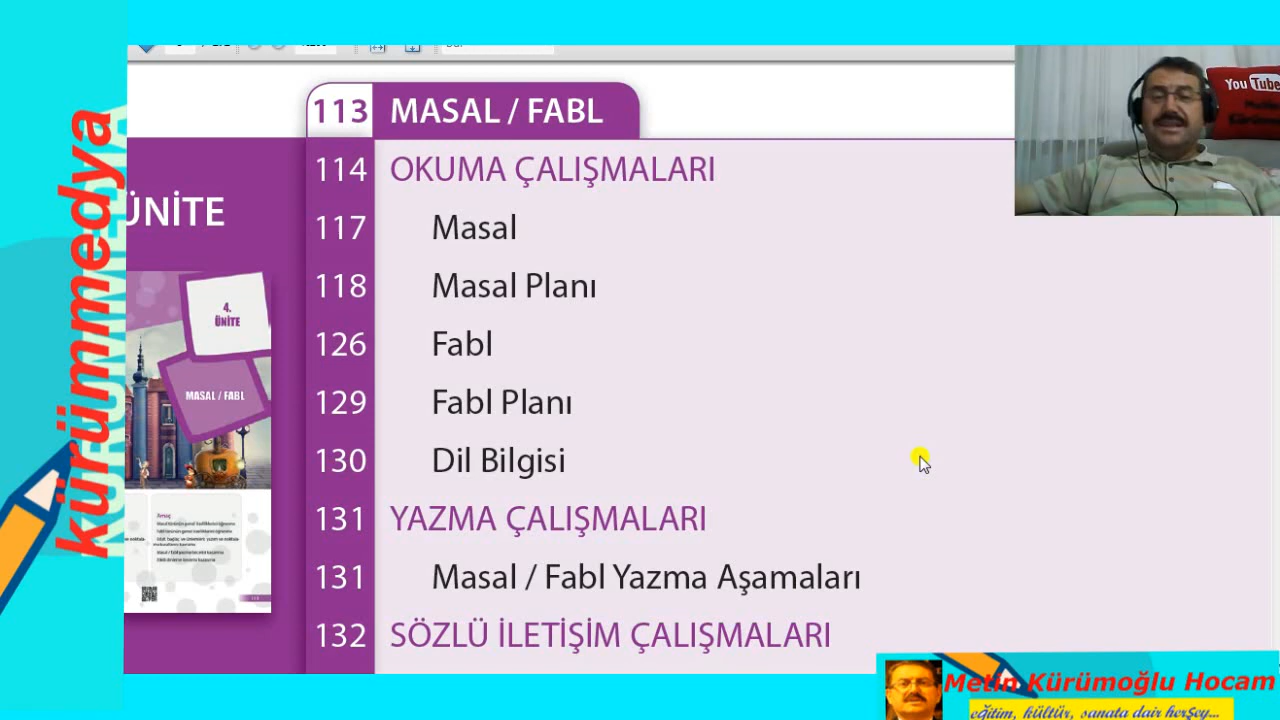 113 MASAL / FABL
114 OKUMA ÇALIŞMALARI
117 Masal
118 Masal Planı
126 Fabl
129 Fabl Planı
130 Dil Bilgisi
131 YAZMA ÇALIŞMALARI
131 Masal / Fabl Yazma Aşamaları
132 SÖZLÜ İLETİŞİM ÇALIŞMALARI
ÜNİTE
4.
ÜNİTE
MASAL / FABL
kürümmedya
You Tube
Metin Kürümoğlu Hocam
eğitim, kültür, sanata dair herşey...